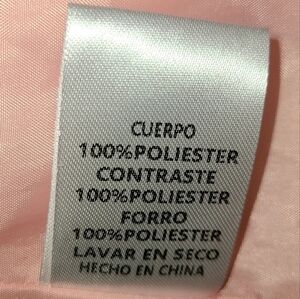 CUERPO
100%POLIESTER
CONTRASTE
100%POLIESTER
FORRO
100%POLIESTER
LAVAR EN SECO
HECHO EN CHINA